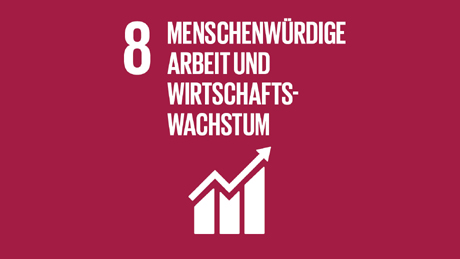 8 MENSCHENWÜRDIGE
ARBEIT UND
WIRTSCHAFTS-
WACHSTUM